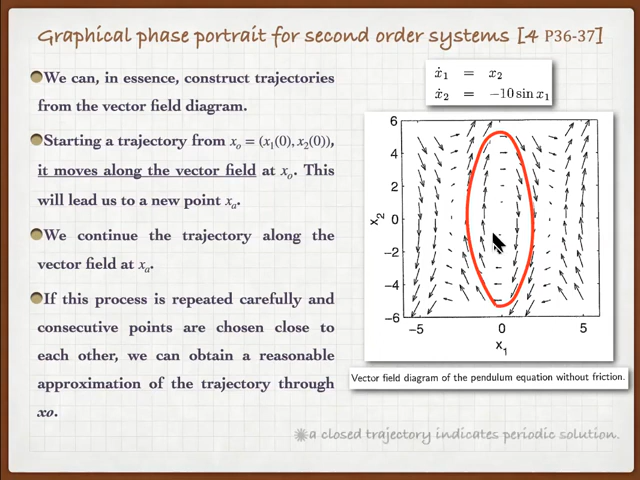 Graphical phase portrait for second order systems [4 P36-37]
We can, in essence, construct trajectories
from the vector field diagram.
Starting a trajectory from x₀ = (x₁(0), x₂(0)),
it moves along the vector field at x₀. This
will lead us to a new point xₐ.
We continue the trajectory along the
vector field at xₐ.
If this process is repeated carefully and
consecutive points are chosen close to
each other, we can obtain a reasonable
approximation of the trajectory through
xo.
ẋ₁ = x₂
ẋ₂ = −10 sin x₁
6
4
2
0
−2
−4
−6
x₂
−5 0 5
x₁
Vector field diagram of the pendulum equation without friction.
a closed trajectory indicates periodic solution.